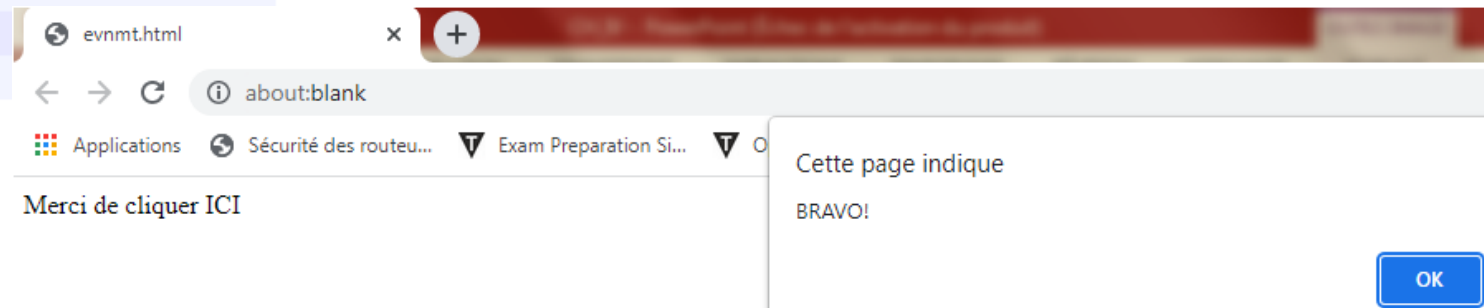 evnmt.html
about:blank
Applications Sécurité des routeu... Exam Preparation Si... O
Merci de cliquer ICI
Cette page indique
BRAVO!
OK